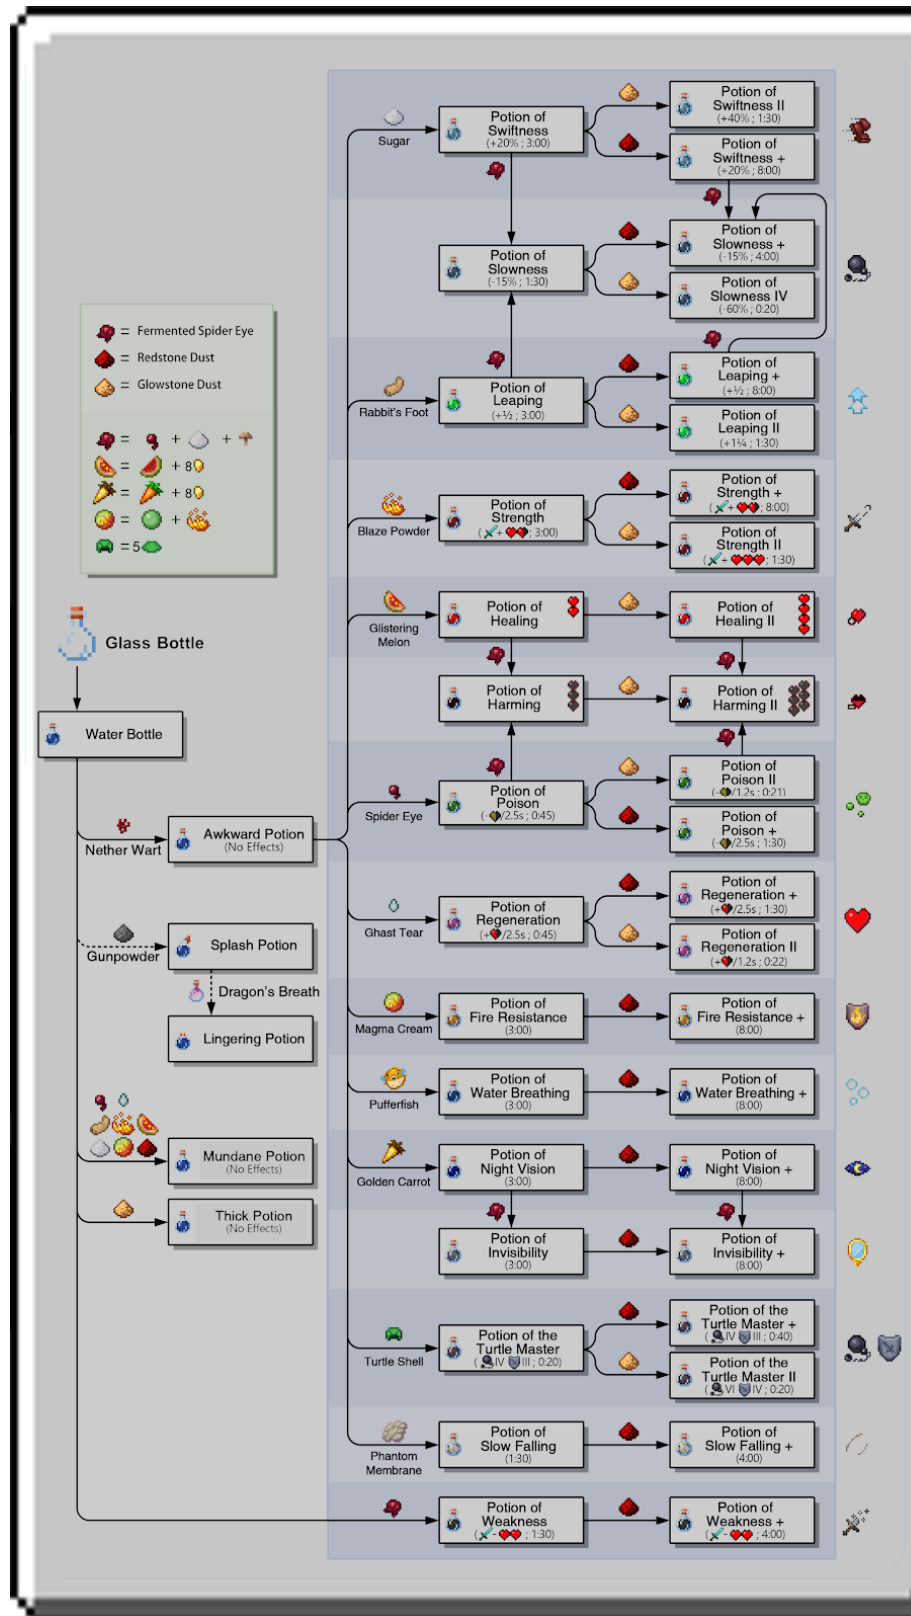 Sugar
Potion of
Swiftness
(+20% ; 3:00)
Potion of
Swiftness II
(+40% ; 1:30)
Potion of
Swiftness +
(+20% ; 8:00)
Potion of
Slowness
(-15% ; 1:30)
Potion of
Slowness +
(-15% ; 4:00)
Potion of
Slowness IV
(-60% ; 0:20)
= Fermented Spider Eye
= Redstone Dust
= Glowstone Dust
= + +
= + 8
= + 8
= +
= 5
Rabbit's Foot
Potion of
Leaping
(+½ ; 3:00)
Potion of
Leaping +
(+½ ; 8:00)
Potion of
Leaping II
(+1¼ ; 1:30)
Blaze Powder
Potion of
Strength
( + ; 3:00)
Potion of
Strength +
( + ; 8:00)
Potion of
Strength II
( + ; 1:30)
Glistering
Melon
Potion of
Healing
Potion of
Healing II
Potion of
Harming
Potion of
Harming II
Glass Bottle
Water Bottle
Spider Eye
Potion of
Poison
(- /2.5s ; 0:45)
Potion of
Poison II
(- /1.2s ; 0:21)
Potion of
Poison +
(- /2.5s ; 1:30)
Nether Wart
Awkward Potion
(No Effects)
Gunpowder
Splash Potion
Dragon's Breath
Lingering Potion
Ghast Tear
Potion of
Regeneration
(+ /2.5s ; 0:45)
Potion of
Regeneration +
(+ /2.5s ; 1:30)
Potion of
Regeneration II
(+ /1.2s ; 0:22)
Magma Cream
Potion of
Fire Resistance
(3:00)
Potion of
Fire Resistance +
(8:00)
Pufferfish
Potion of
Water Breathing
(3:00)
Potion of
Water Breathing +
(8:00)
Mundane Potion
(No Effects)
Thick Potion
(No Effects)
Golden Carrot
Potion of
Night Vision
(3:00)
Potion of
Night Vision +
(8:00)
Potion of
Invisibility
(3:00)
Potion of
Invisibility +
(8:00)
Turtle Shell
Potion of the
Turtle Master
( IV III ; 0:20)
Potion of the
Turtle Master +
( IV III ; 0:40)
Potion of the
Turtle Master II
( VI IV ; 0:20)
Phantom
Membrane
Potion of
Slow Falling
(1:30)
Potion of
Slow Falling +
(4:00)
Potion of
Weakness
( - ; 1:30)
Potion of
Weakness +
( - ; 4:00)